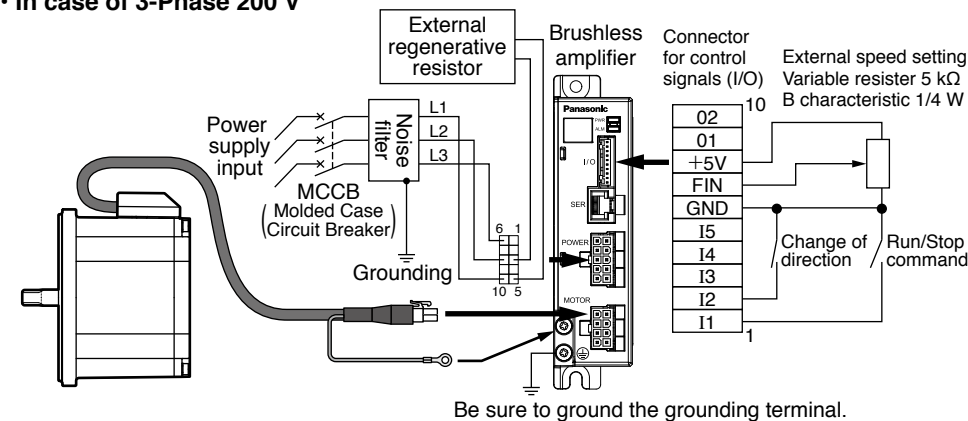 • In case of 3-Phase 200 V
External
regenerative
resistor
Brushless
amplifier
Connector
for control
signals (I/O)
External speed setting
Variable resister 5 kΩ
B characteristic 1/4 W
Power
supply
input
Noise
filter
L1
L2
L3
MCCB
(Molded Case
Circuit Breaker)
Grounding
6 1
10 5
Panasonic
PWR
ALM
I/O
SER
POWER
MOTOR
10
02
01
+5V
FIN
GND
I5
I4
I3
I2
I1
1
Change of
direction
Run/Stop
command
Be sure to ground the grounding terminal.